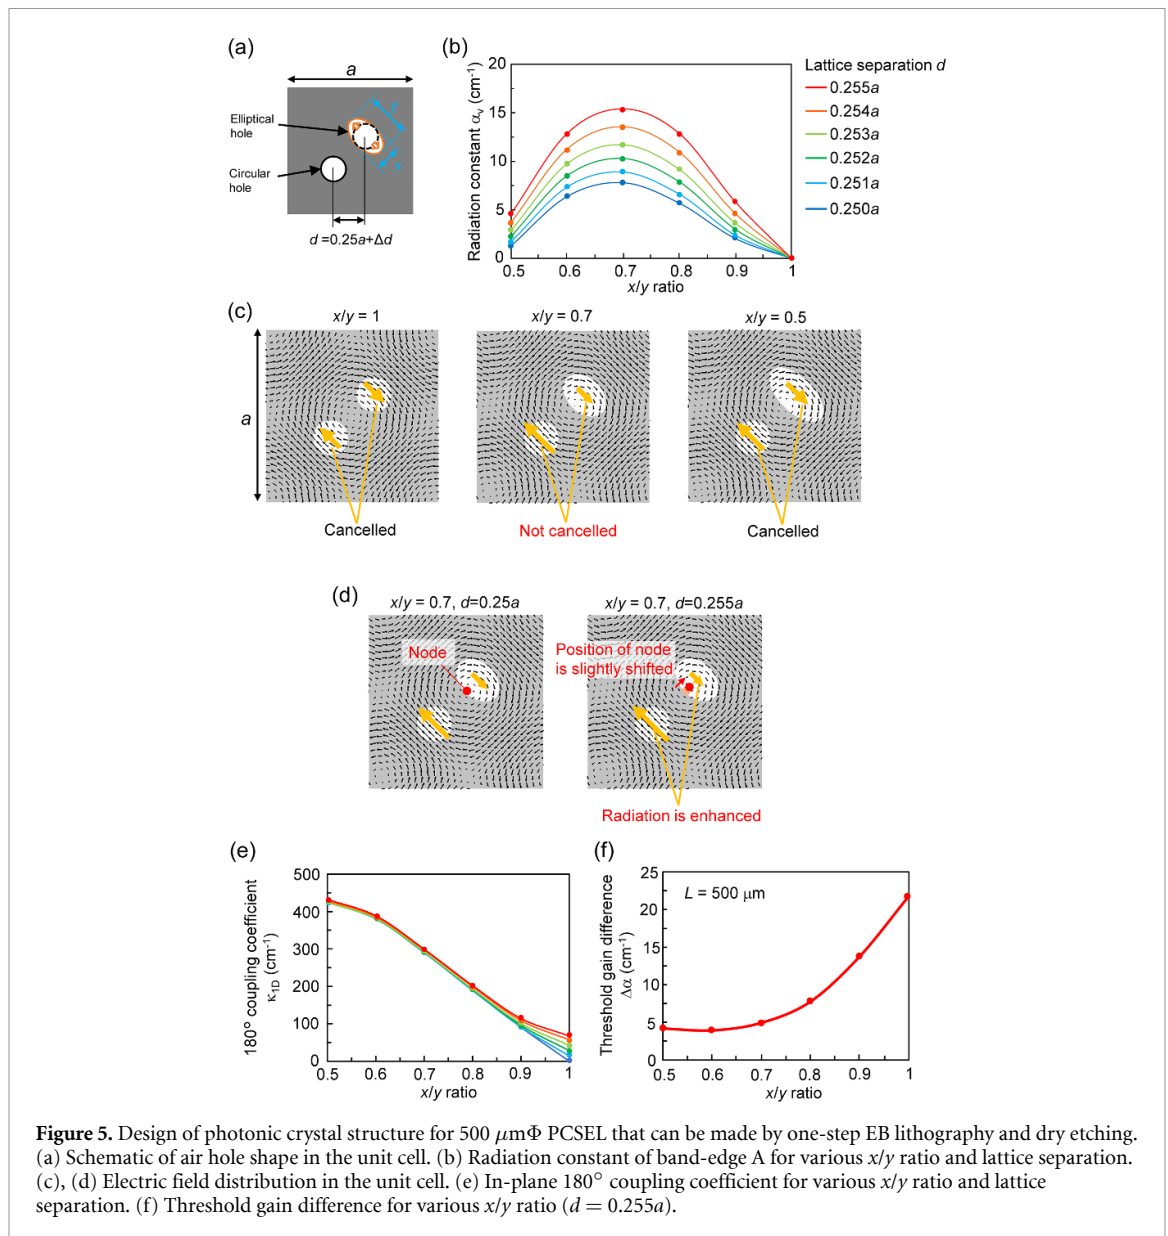 (a)
a
Elliptical
hole
Circular
hole
y
x
d =0.25a+Δd
(b)
Radiation constant αv (cm-1)
20
15
10
5
0
0.5 0.6 0.7 0.8 0.9 1
x/y ratio
Lattice separation d
0.255a
0.254a
0.253a
0.252a
0.251a
0.250a
(c)
x/y = 1
x/y = 0.7
x/y = 0.5
a
Cancelled
Not cancelled
Cancelled
(d)
x/y = 0.7, d=0.25a
x/y = 0.7, d=0.255a
Node
Position of node
is slightly shifted
Radiation is enhanced
(e)
180° coupling coefficient
κ1D (cm-1)
500
400
300
200
100
0
0.5 0.6 0.7 0.8 0.9 1
x/y ratio
(f)
Threshold gain difference
Δα (cm-1)
25
20
15
10
5
0
L = 500 μm
0.5 0.6 0.7 0.8 0.9 1
x/y ratio
Figure 5. Design of photonic crystal structure for 500 μmΦ PCSEL that can be made by one-step EB lithography and dry etching.
(a) Schematic of air hole shape in the unit cell. (b) Radiation constant of band-edge A for various x/y ratio and lattice separation.
(c), (d) Electric field distribution in the unit cell. (e) In-plane 180° coupling coefficient for various x/y ratio and lattice
separation. (f) Threshold gain difference for various x/y ratio (d = 0.255a).